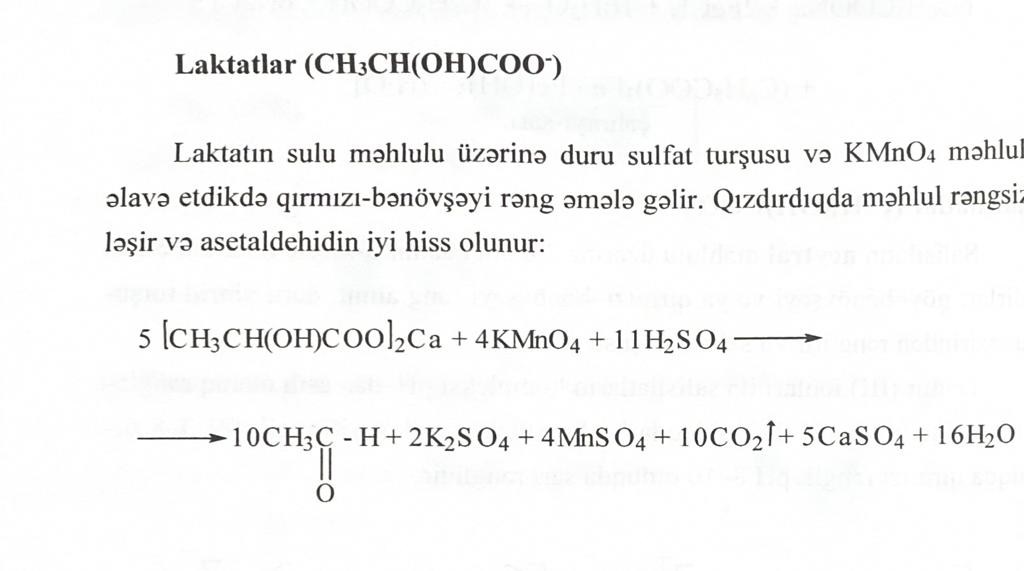 Laktatlar (CH₃CH(OH)COO⁻)
Laktatın sulu məhlulu üzərinə duru sulfat turşusu və KMnO₄ məhlul
əlavə etdikdə qırmızı-bənövşəyi rəng əmələ gəlir. Qızdırdıqda məhlul rəngsiz
ləşir və asetaldehidin iyi hiss olunur:
5 [CH₃CH(OH)COO]₂Ca + 4KMnO₄ + 11H₂SO₄ ⟶
⟶ 10CH₃C - H + 2K₂SO₄ + 4MnSO₄ + 10CO₂↑ + 5CaSO₄ + 16H₂O
||
O